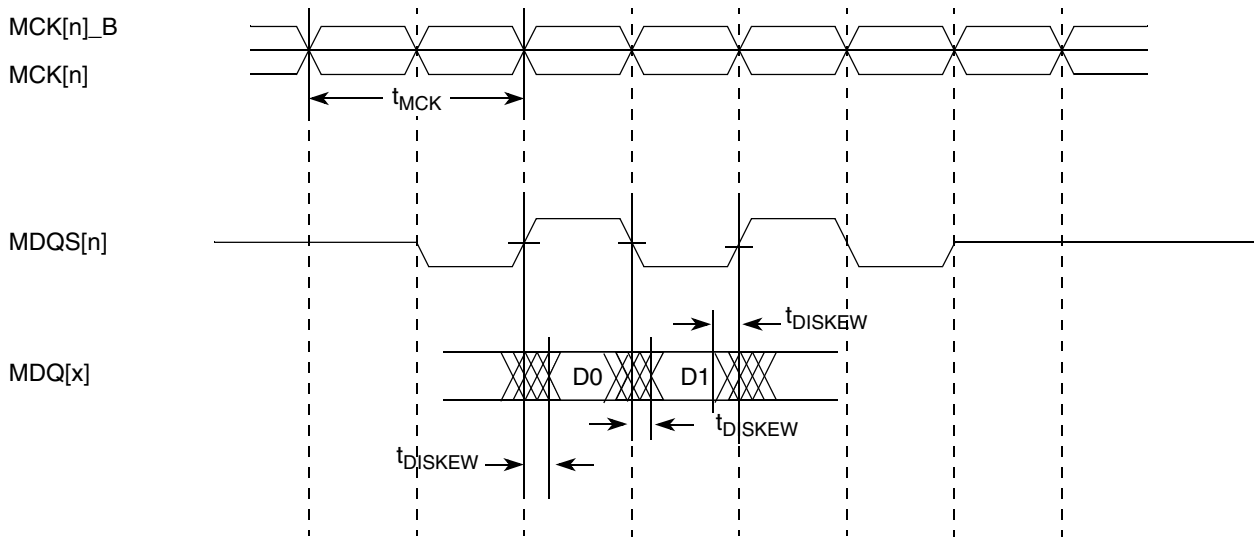 MCK[n]_B
MCK[n]
tMCK
MDQS[n]
tDISKEW
MDQ[x]
D0
D1
tDISKEW
tDISKEW